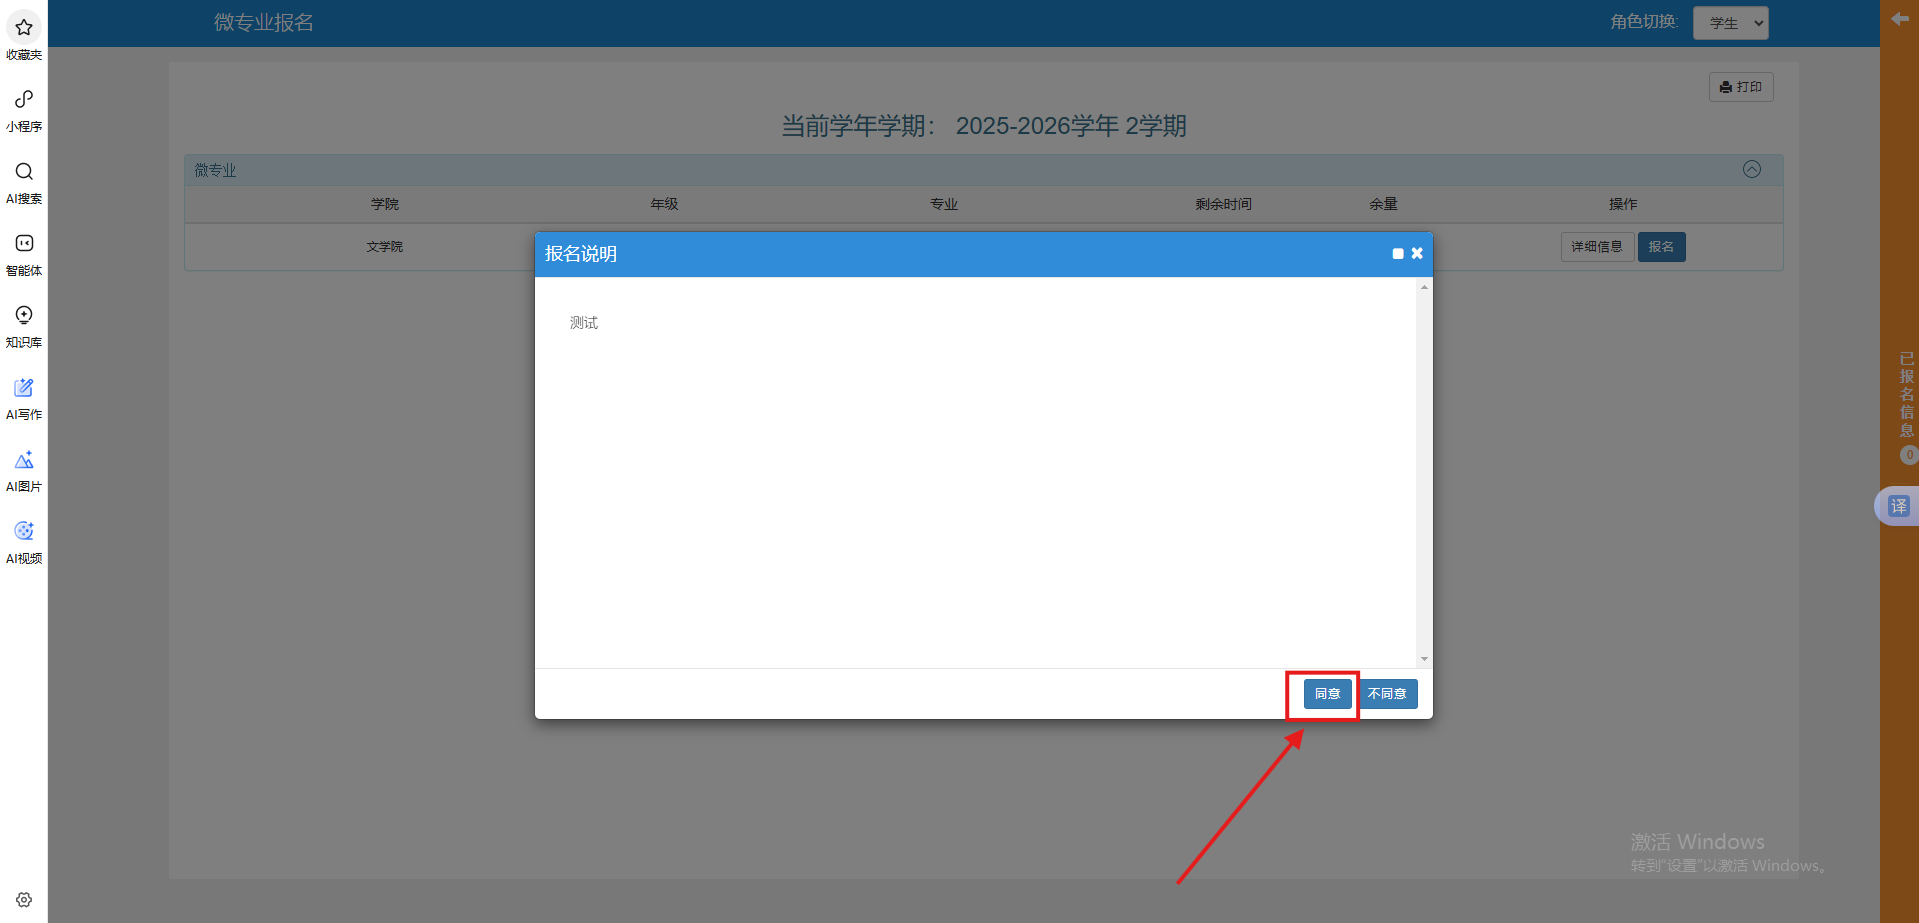 收藏夹
小程序
AI搜索
智能体
知识库
AI写作
AI图片
AI视频
微专业报名
角色切换:
学生
打印
当前学年学期： 2025-2026学年 2学期
微专业
学院 年级 专业 剩余时间 余量 操作
文学院 详细信息 报名
报名说明
测试
同意 不同意
已报名信息
0
译
激活 Windows
转到“设置”以激活 Windows。